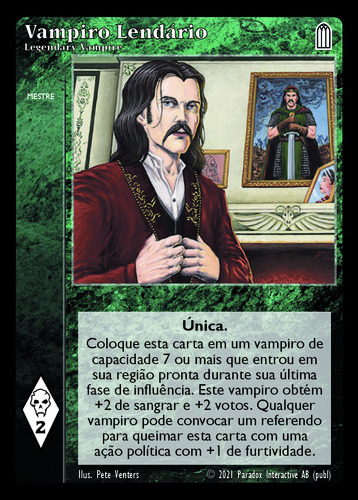 Vampiro Lendário
Legendary Vampire
MESTRE
Única.
Coloque esta carta em um vampiro de
capacidade 7 ou mais que entrou em
sua região pronta durante sua última
fase de influência. Este vampiro obtém
+2 de sangrar e +2 votos. Qualquer
vampiro pode convocar um referendo
para queimar esta carta com uma
ação política com +1 de furtividade.
2
Ilus. Pete Venters
© 2021 Paradox Interactive AB (publ)